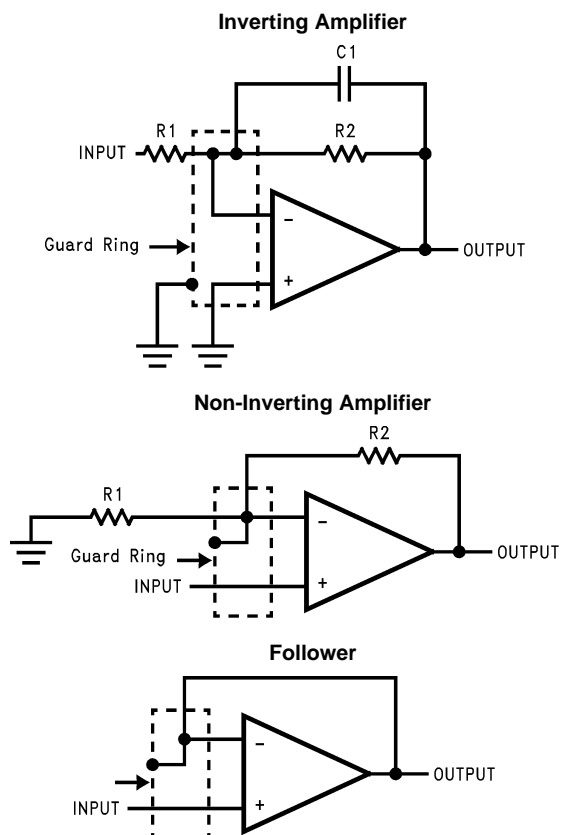 Inverting Amplifier
C1
R1
R2
INPUT
−
Guard Ring
OUTPUT
+
Non-Inverting Amplifier
R2
R1
−
Guard Ring
OUTPUT
INPUT
+
Follower
−
OUTPUT
INPUT
+